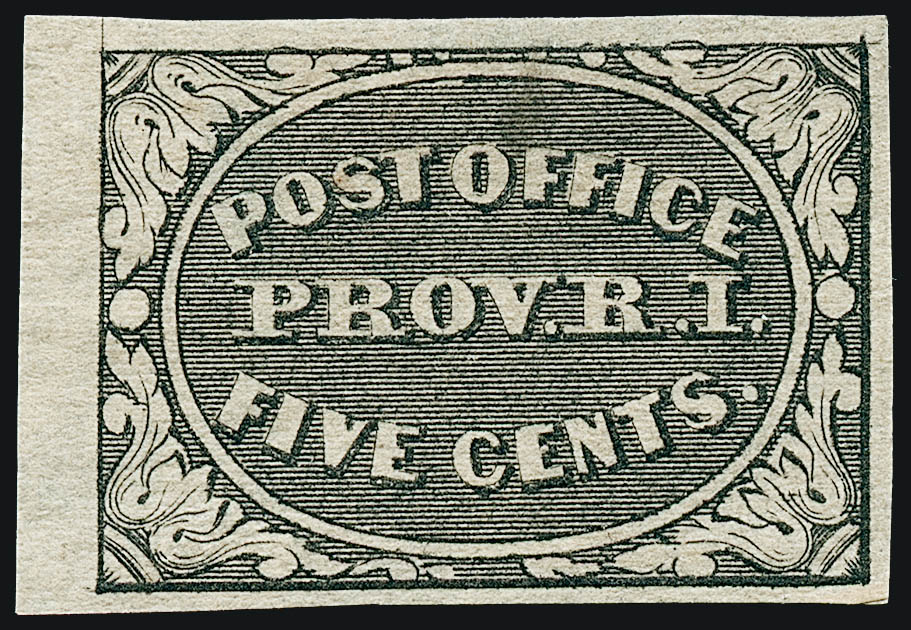 POST OFFICE
PROV. R. I.
FIVE CENTS.